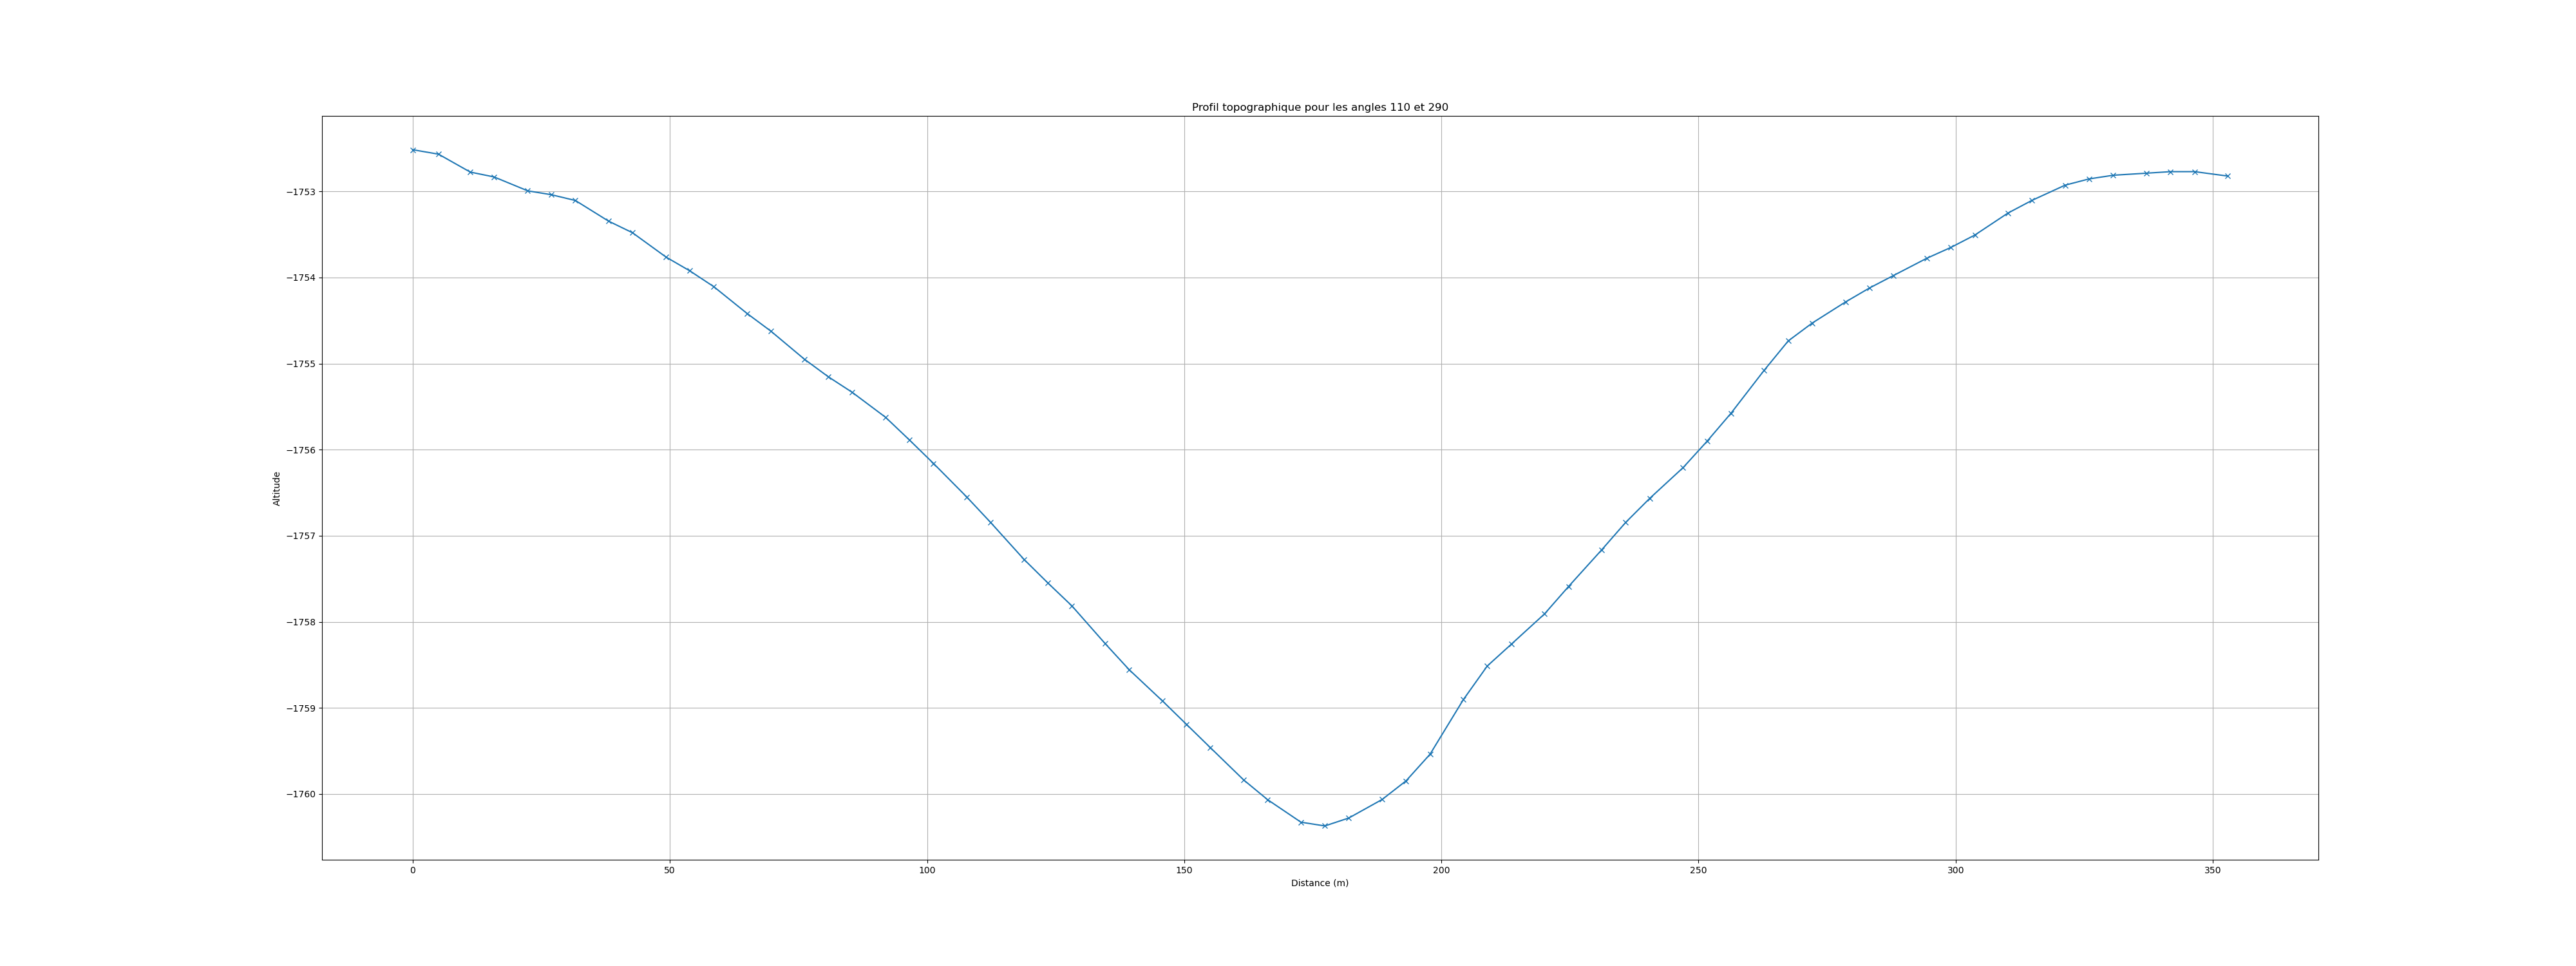 Profil topographique pour les angles 110 et 290
−1753
−1754
−1755
−1756
−1757
−1758
−1759
−1760
Altitude
0 50 100 150 200 250 300 350
Distance (m)